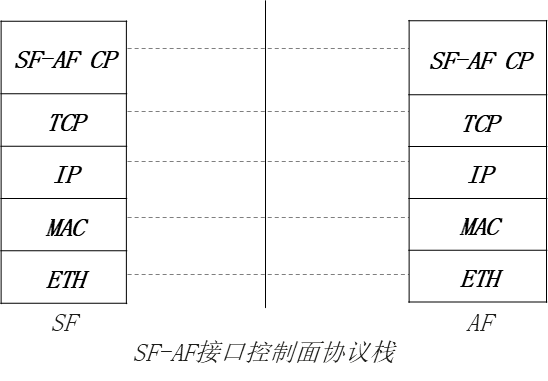 SF-AF CP SF-AF CP
TCP TCP
IP IP
MAC MAC
ETH ETH
SF AF
SF-AF接口控制面协议栈